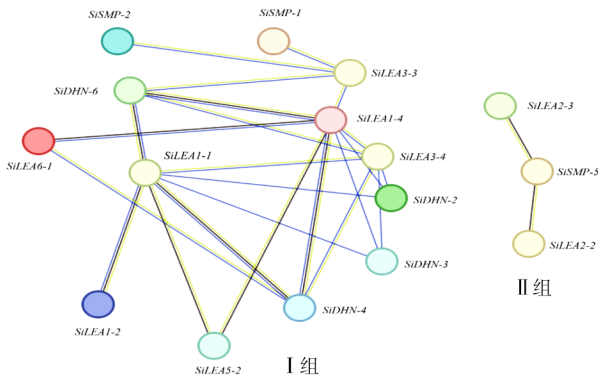 SiSMP-2
SiSMP-1
SiLEA3-3
SiDHN-6
SiLEA1-4
SiLEA2-3
SiLEA6-1
SiLEA1-1
SiLEA3-4
SiSMP-5
SiDHN-2
SiLEA2-2
SiDHN-3
SiDHN-4
SiLEA1-2
SiLEA5-2
I组
II组